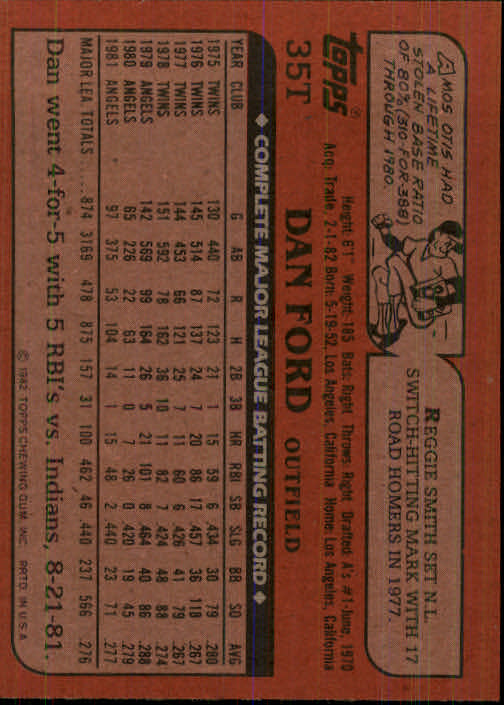 AMOS OTIS HAD
A LIFETIME
STOLEN BASE RATIO
OF 80% (310-FOR-388)
THROUGH 1980.
REGGIE SMITH SET N.L.
SWITCH-HITTING MARK WITH 17
ROAD HOMERS IN 1977.
topps®
35T
DAN FORD OUTFIELD
Height: 6'1" Weight: 185 Bats: Right Throws: Right Drafted: A's #1-June, 1970
Acq: Trade, 2-1-82 Born: 5-19-52, Los Angeles, California Home: Los Angeles, California
◆ COMPLETE MAJOR LEAGUE BATTING RECORD ◆
YEAR CLUB G AB R H 2B 3B HR RBI SB SLG BB SO AVG
1975 TWINS 130 440 72 123 21 1 15 59 6 .434 30 79 .280
1976 TWINS 145 514 87 137 24 7 20 86 17 .457 36 118 .267
1977 TWINS 144 453 66 121 25 7 11 60 6 .426 41 79 .267
1978 TWINS 151 592 78 162 36 10 11 82 7 .424 48 88 .274
1979 ANGELS 142 569 99 164 26 5 21 101 8 .464 40 86 .288
1980 ANGELS 65 226 22 63 11 0 7 26 0 .420 19 45 .279
1981 ANGELS 97 375 53 104 14 1 15 48 2 .440 23 71 .277
MAJOR LEA. TOTALS ..... 874 3169 478 875 157 31 100 462 46 .440 237 566 .276
Dan went 4-for-5 with 5 RBI's vs. Indians, 8-21-81.
© 1982 TOPPS CHEWING GUM, INC. PRTD. IN U.S.A.